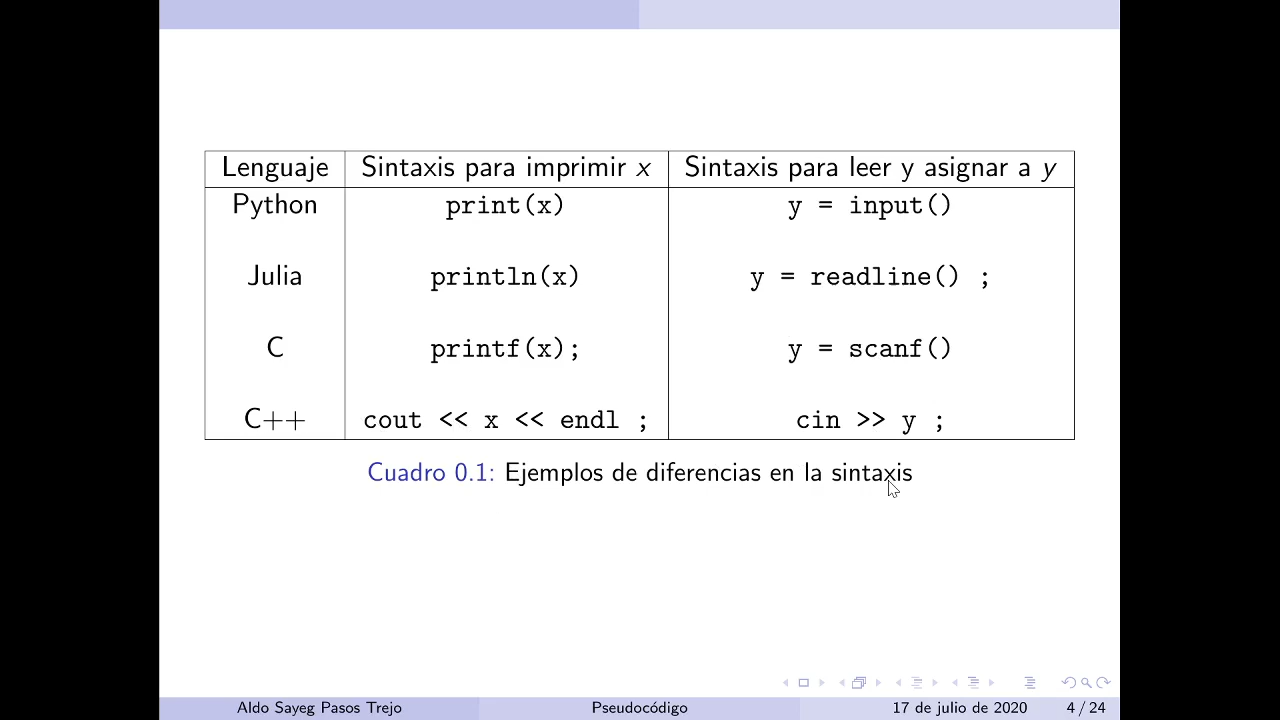 Lenguaje Sintaxis para imprimir x Sintaxis para leer y asignar a y
Python print(x) y = input()
Julia println(x) y = readline() ;
C printf(x); y = scanf()
C++ cout << x << endl ; cin >> y ;
Cuadro 0.1: Ejemplos de diferencias en la sintaxis
Aldo Sayeg Pasos Trejo Pseudocódigo 17 de julio de 2020 4 / 24